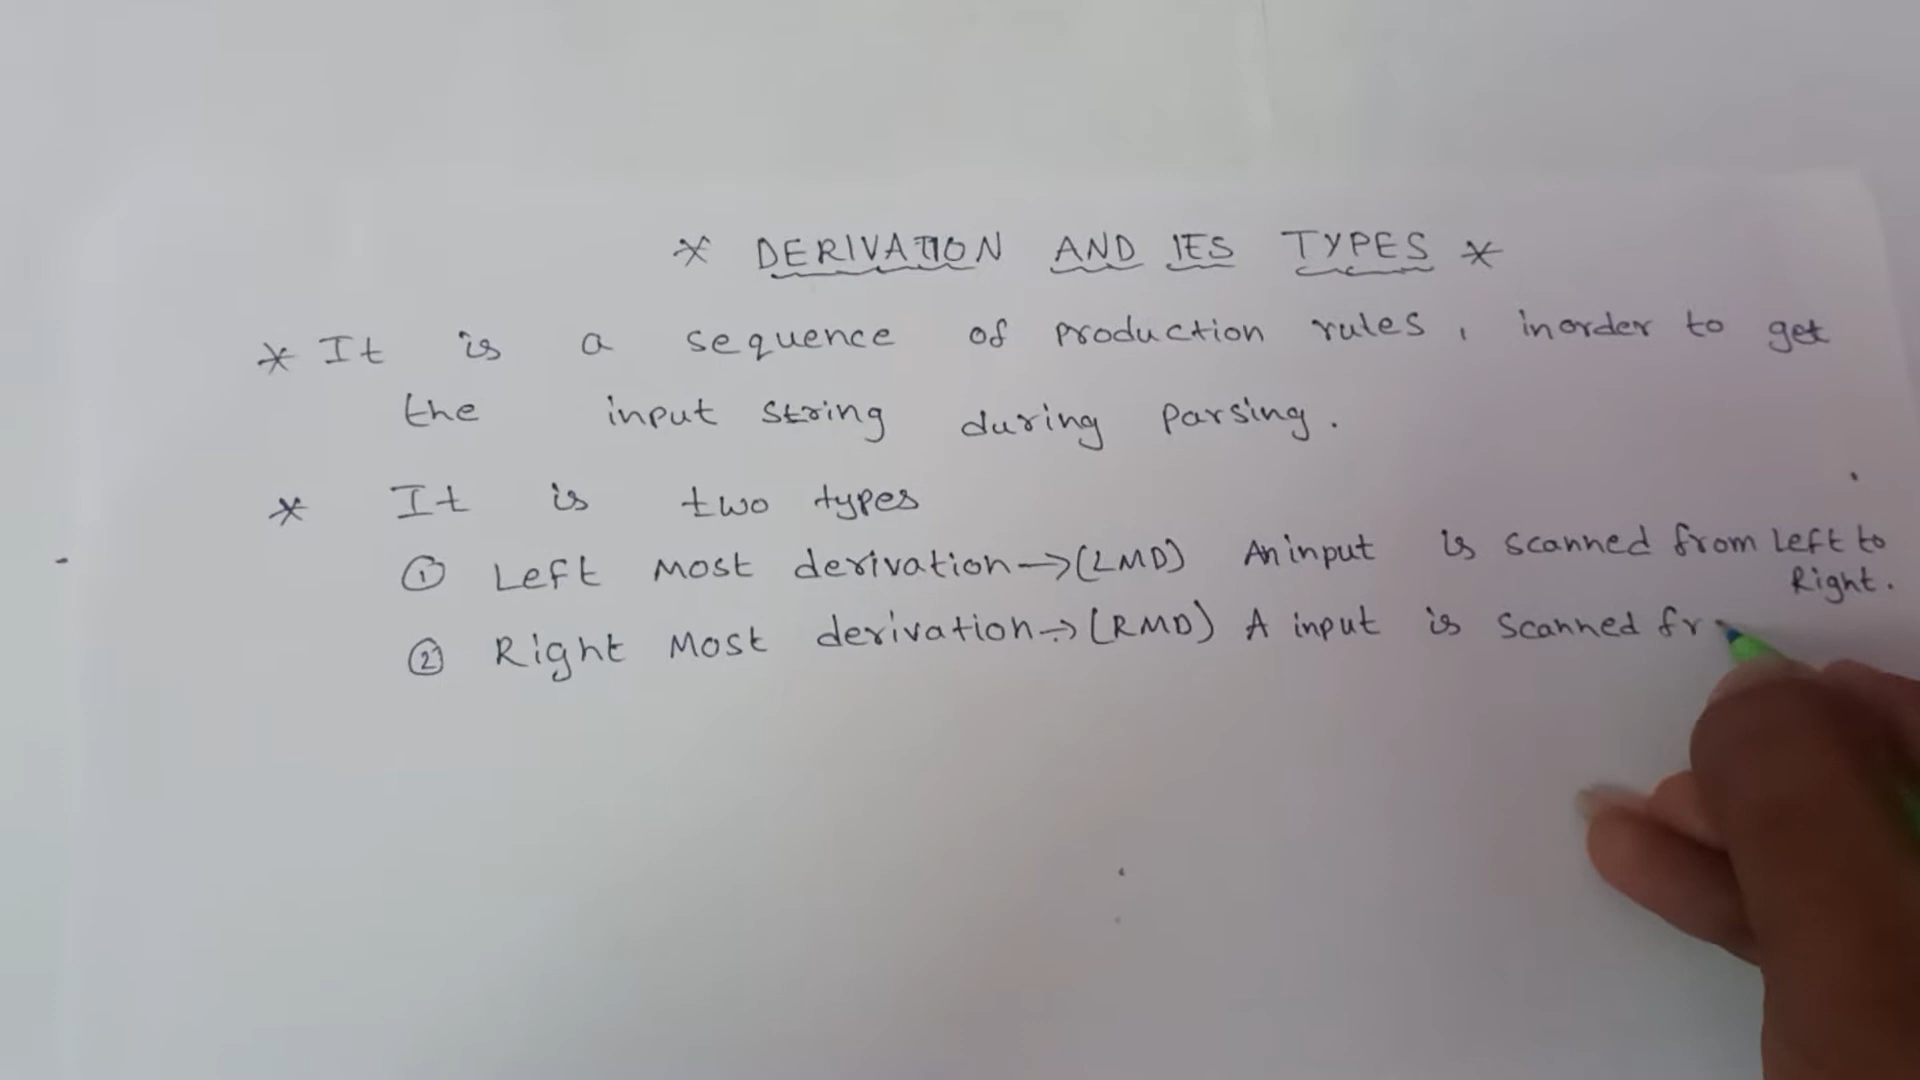 * DERIVATION AND ITS TYPES *
* It is a sequence of production rules, inorder to get
the input string during parsing.
* It is two types
① Left Most derivation → (LMD) An input is scanned from Left to
Right.
② Right Most derivation → (RMD) A input is scanned fr